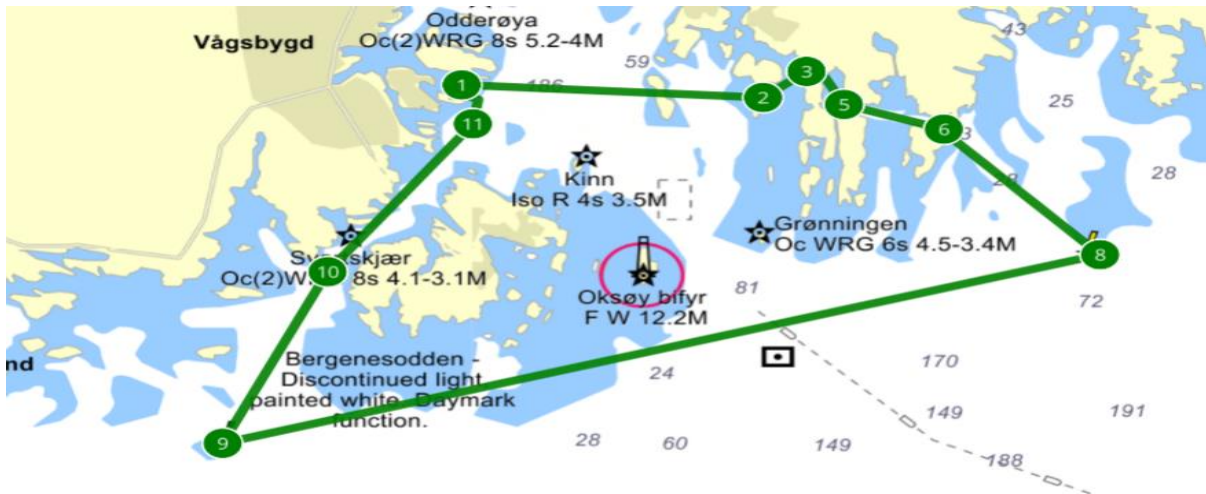 Odderøya
Oc(2)WRG 8s 5.2-4M
Vågsbygd
43
59
186
1
2
3
5
25
11
6
28
Kinn
Iso R 4s 3.5M
Grønningen
Oc WRG 6s 4.5-3.4M
8
10
8s 4.1-3.1M
81
Oksøy bifyr
F W 12.2M
72
nd
Bergenesodden -
Discontinued light
painted white. Daymark
function.
24
170
149
191
9
28
60
149
188